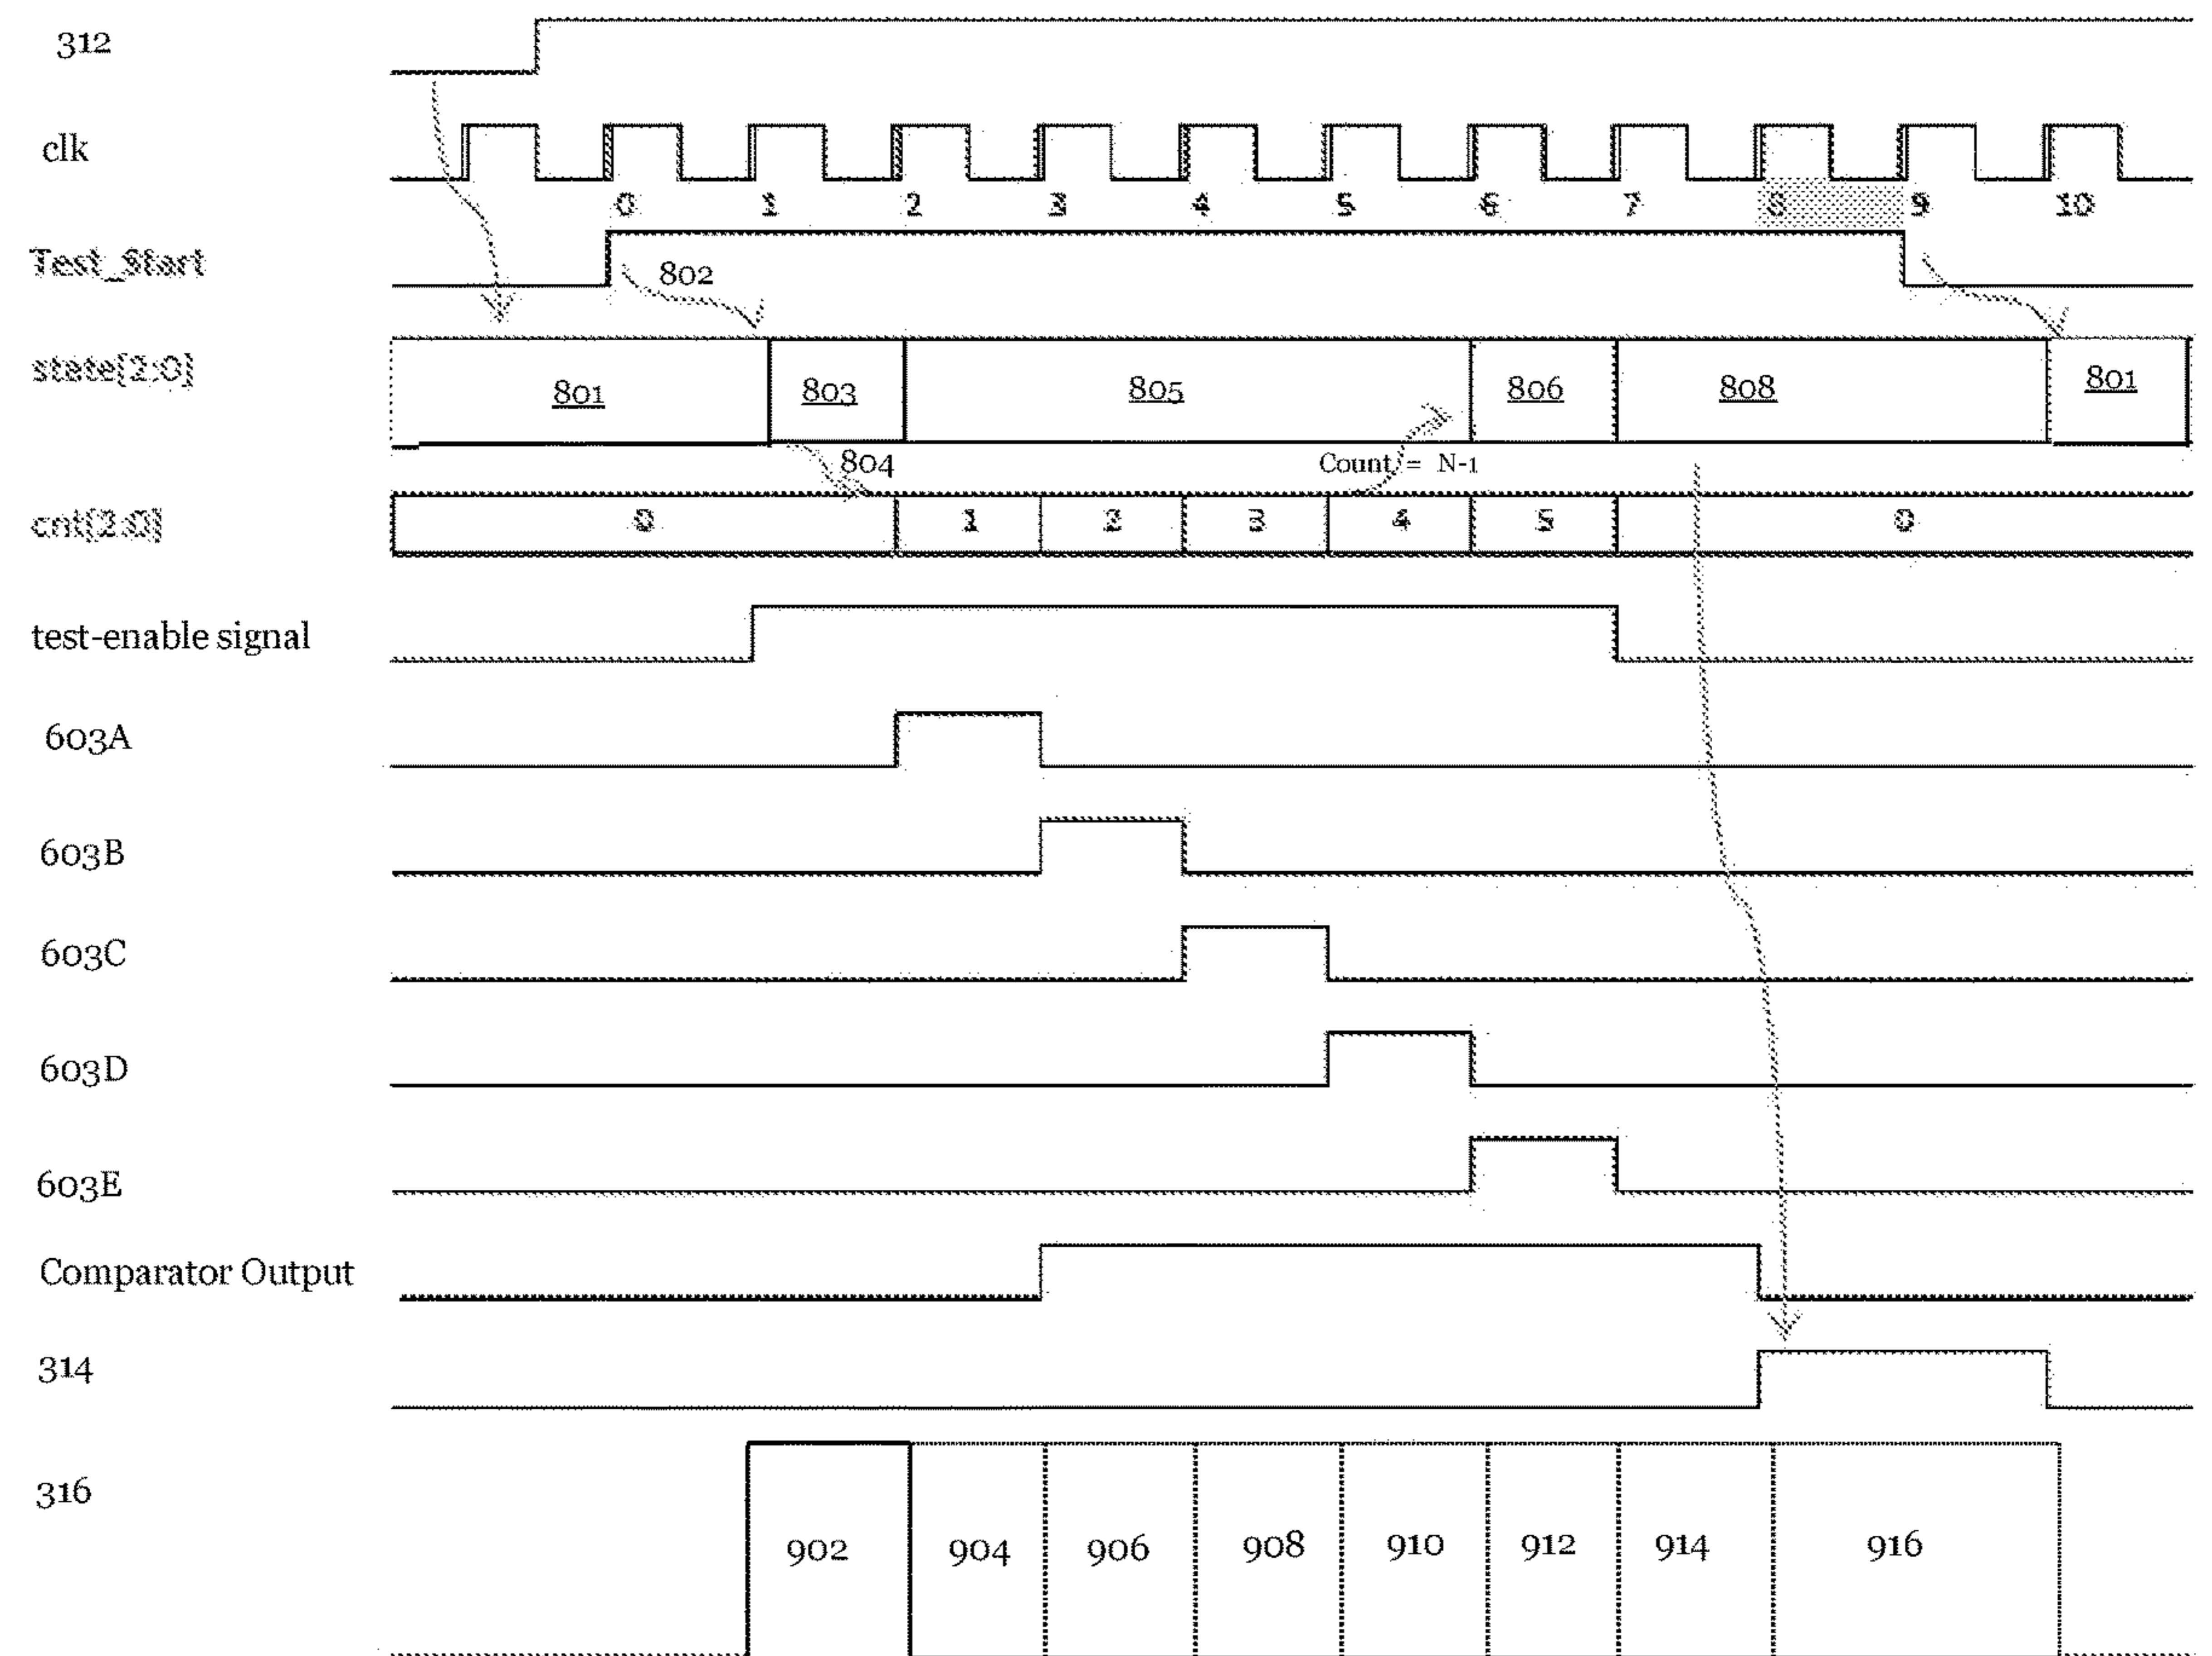 312
clk
0 1 2 3 4 5 6 7 8 9 10
Test_Start
802
state[2:0]
801 803 805 806 808 801
804
Count = N-1
cnt[2:0]
0 1 2 3 4 5 0
test-enable signal
603A
603B
603C
603D
603E
Comparator Output
314
316
902 904 906 908 910 912 914 916